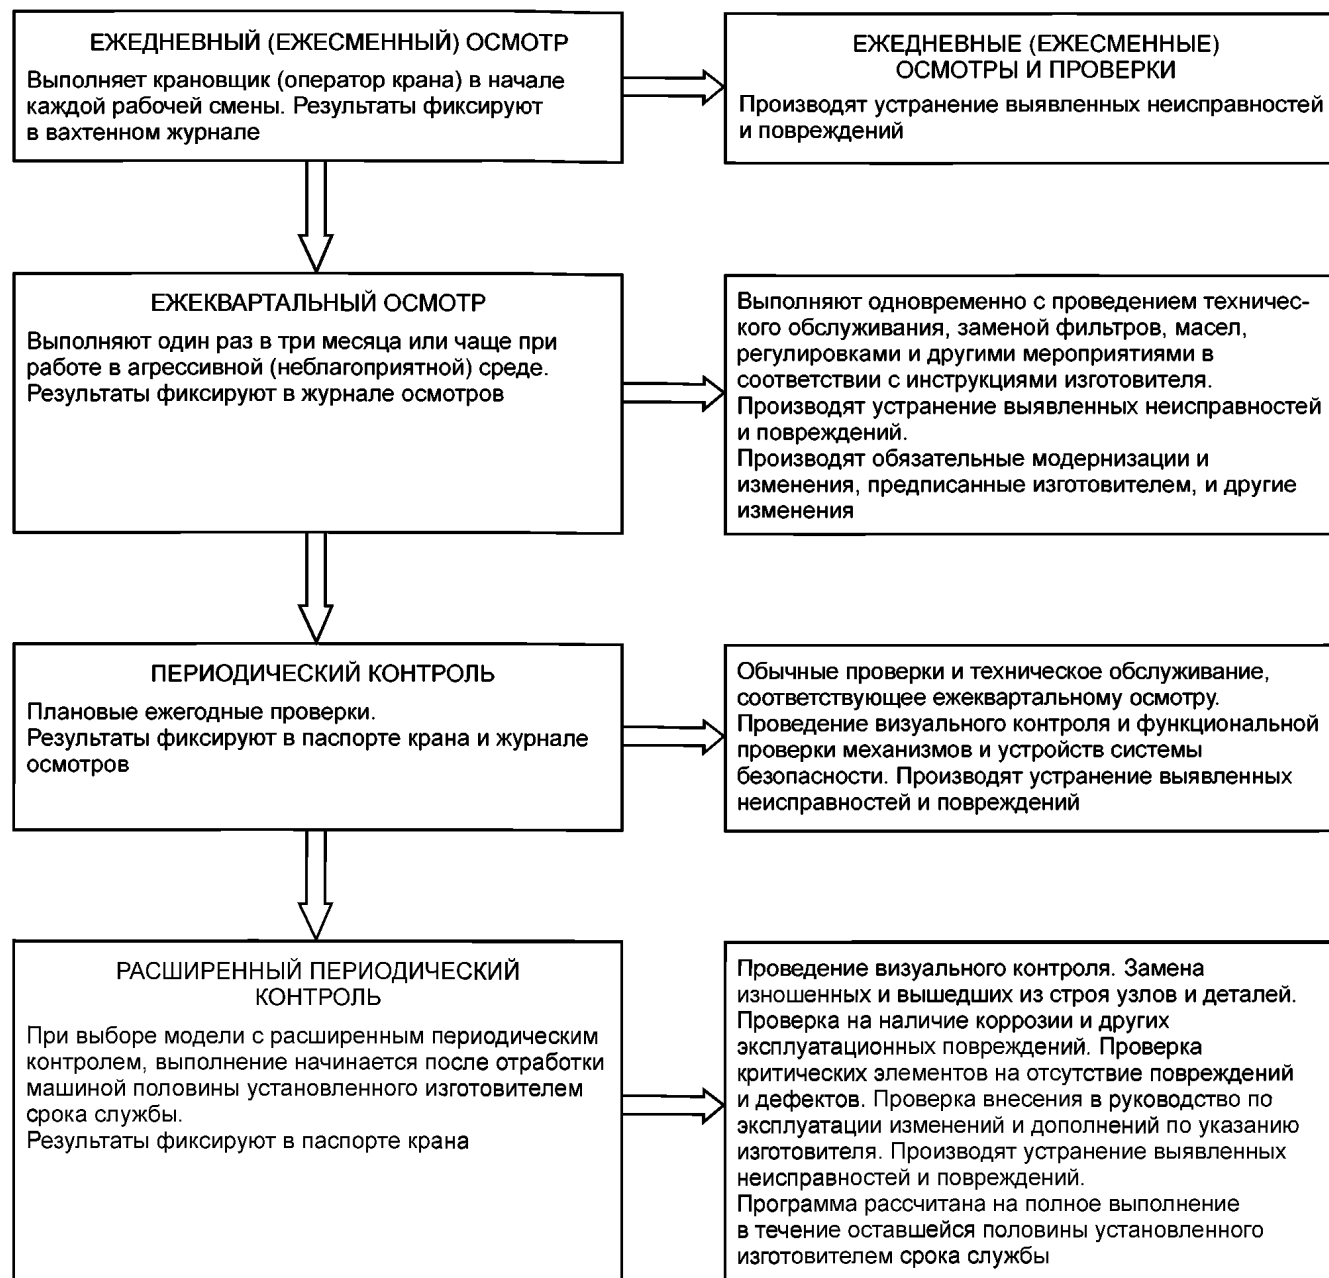 ЕЖЕДНЕВНЫЙ (ЕЖЕСМЕННЫЙ) ОСМОТР
Выполняет крановщик (оператор крана) в начале
каждой рабочей смены. Результаты фиксируют
в вахтенном журнале
ЕЖЕДНЕВНЫЕ (ЕЖЕСМЕННЫЕ)
ОСМОТРЫ И ПРОВЕРКИ
Производят устранение выявленных неисправностей
и повреждений
ЕЖЕКВАРТАЛЬНЫЙ ОСМОТР
Выполняют один раз в три месяца или чаще при
работе в агрессивной (неблагоприятной) среде.
Результаты фиксируют в журнале осмотров
Выполняют одновременно с проведением техничес-
кого обслуживания, заменой фильтров, масел,
регулировками и другими мероприятиями в
соответствии с инструкциями изготовителя.
Производят устранение выявленных неисправностей
и повреждений.
Производят обязательные модернизации и
изменения, предписанные изготовителем, и другие
изменения
ПЕРИОДИЧЕСКИЙ КОНТРОЛЬ
Плановые ежегодные проверки.
Результаты фиксируют в паспорте крана и журнале
осмотров
Обычные проверки и техническое обслуживание,
соответствующее ежеквартальному осмотру.
Проведение визуального контроля и функциональной
проверки механизмов и устройств системы
безопасности. Производят устранение выявленных
неисправностей и повреждений
РАСШИРЕННЫЙ ПЕРИОДИЧЕСКИЙ
КОНТРОЛЬ
При выборе модели с расширенным периодическим
контролем, выполнение начинается после отработки
машиной половины установленного изготовителем
срока службы.
Результаты фиксируют в паспорте крана
Проведение визуального контроля. Замена
изношенных и вышедших из строя узлов и деталей.
Проверка на наличие коррозии и других
эксплуатационных повреждений. Проверка
критических элементов на отсутствие повреждений
и дефектов. Проверка внесения в руководство по
эксплуатации изменений и дополнений по указанию
изготовителя. Производят устранение выявленных
неисправностей и повреждений.
Программа рассчитана на полное выполнение
в течение оставшейся половины установленного
изготовителем срока службы